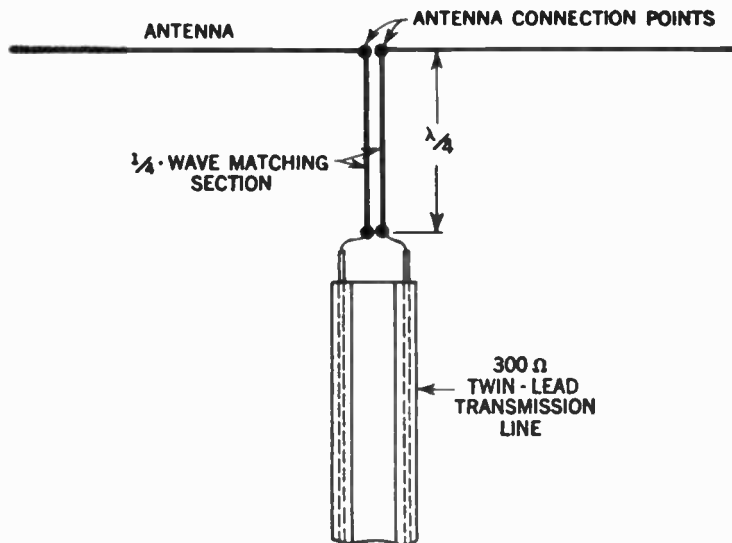 ANTENNA
ANTENNA CONNECTION POINTS
λ/4
1/4 - WAVE MATCHING
SECTION
300 Ω
TWIN - LEAD
TRANSMISSION
LINE